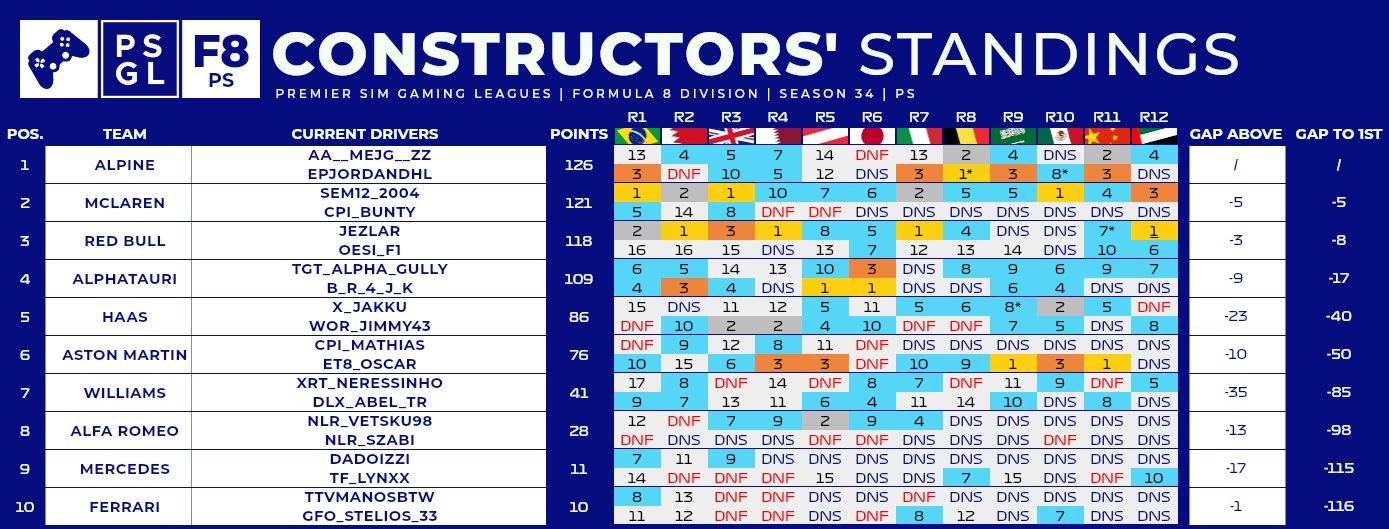 PS
GL
F8
PS
CONSTRUCTORS' STANDINGS
PREMIER SIM GAMING LEAGUES | FORMULA 8 DIVISION | SEASON 34 | PS
R1 R2 R3 R4 R5 R6 R7 R8 R9 R10 R11 R12
POS. TEAM CURRENT DRIVERS POINTS GAP ABOVE GAP TO 1ST
AA__MEJG__ZZ 13 4 5 7 14 DNF 13 2 4 DNS 2 4
1 ALPINE 126 / /
EPJORDANDHL 3 DNF 10 5 12 DNS 3 1* 3 8* 3 DNS
SEM12_2004 1 2 1 10 7 6 2 5 5 1 4 3
2 MCLAREN 121 -5 -5
CPI_BUNTY 5 14 8 DNF DNF DNS DNS DNS DNS DNS DNS DNS
JEZLAR 2 1 3 1 8 5 1 4 DNS DNS 7* 1
3 RED BULL 118 -3 -8
OESI_F1 16 16 15 DNS 13 7 12 13 14 DNS 10 6
TGT_ALPHA_GULLY 6 5 14 13 10 3 DNS 8 9 6 9 7
4 ALPHATAURI 109 -9 -17
B_R_4_J_K 4 3 4 DNS 1 1 DNS DNS 6 4 DNS DNS
X_JAKKU 15 DNS 11 12 5 11 5 6 8* 2 5 DNF
5 HAAS 86 -23 -40
WOR_JIMMY43 DNF 10 2 2 4 10 DNF DNF 7 5 DNS 8
CPI_MATHIAS DNF 9 12 8 11 DNF DNS DNS DNS DNS DNS DNS
6 ASTON MARTIN 76 -10 -50
ET8_OSCAR 10 15 6 3 3 DNF 10 9 1 3 1 DNS
XRT_NERESSINHO 17 8 DNF 14 DNF 8 7 DNF 11 9 DNF 5
7 WILLIAMS 41 -35 -85
DLX_ABEL_TR 9 7 13 11 6 4 11 14 10 DNS 8 DNS
NLR_VETSKU98 12 DNF 7 9 2 9 4 DNS DNS DNS DNS DNS
8 ALFA ROMEO 28 -13 -98
NLR_SZABI DNF DNS DNS DNS DNF DNF DNS DNS DNS DNF DNS DNS
DADOIZZI 7 11 9 DNS DNS DNS DNS DNS DNS DNS DNS DNS
9 MERCEDES 11 -17 -115
TF_LYNXX 14 DNF DNF DNF 15 DNS DNS 7 15 DNS DNF 10
TTVMANOSBTW 8 13 DNF DNF DNS DNS DNF DNS DNS DNS DNS DNS
10 FERRARI 10 -1 -116
GFO_STELIOS_33 11 12 DNF DNF DNS DNF 8 12 DNS 7 DNS DNS